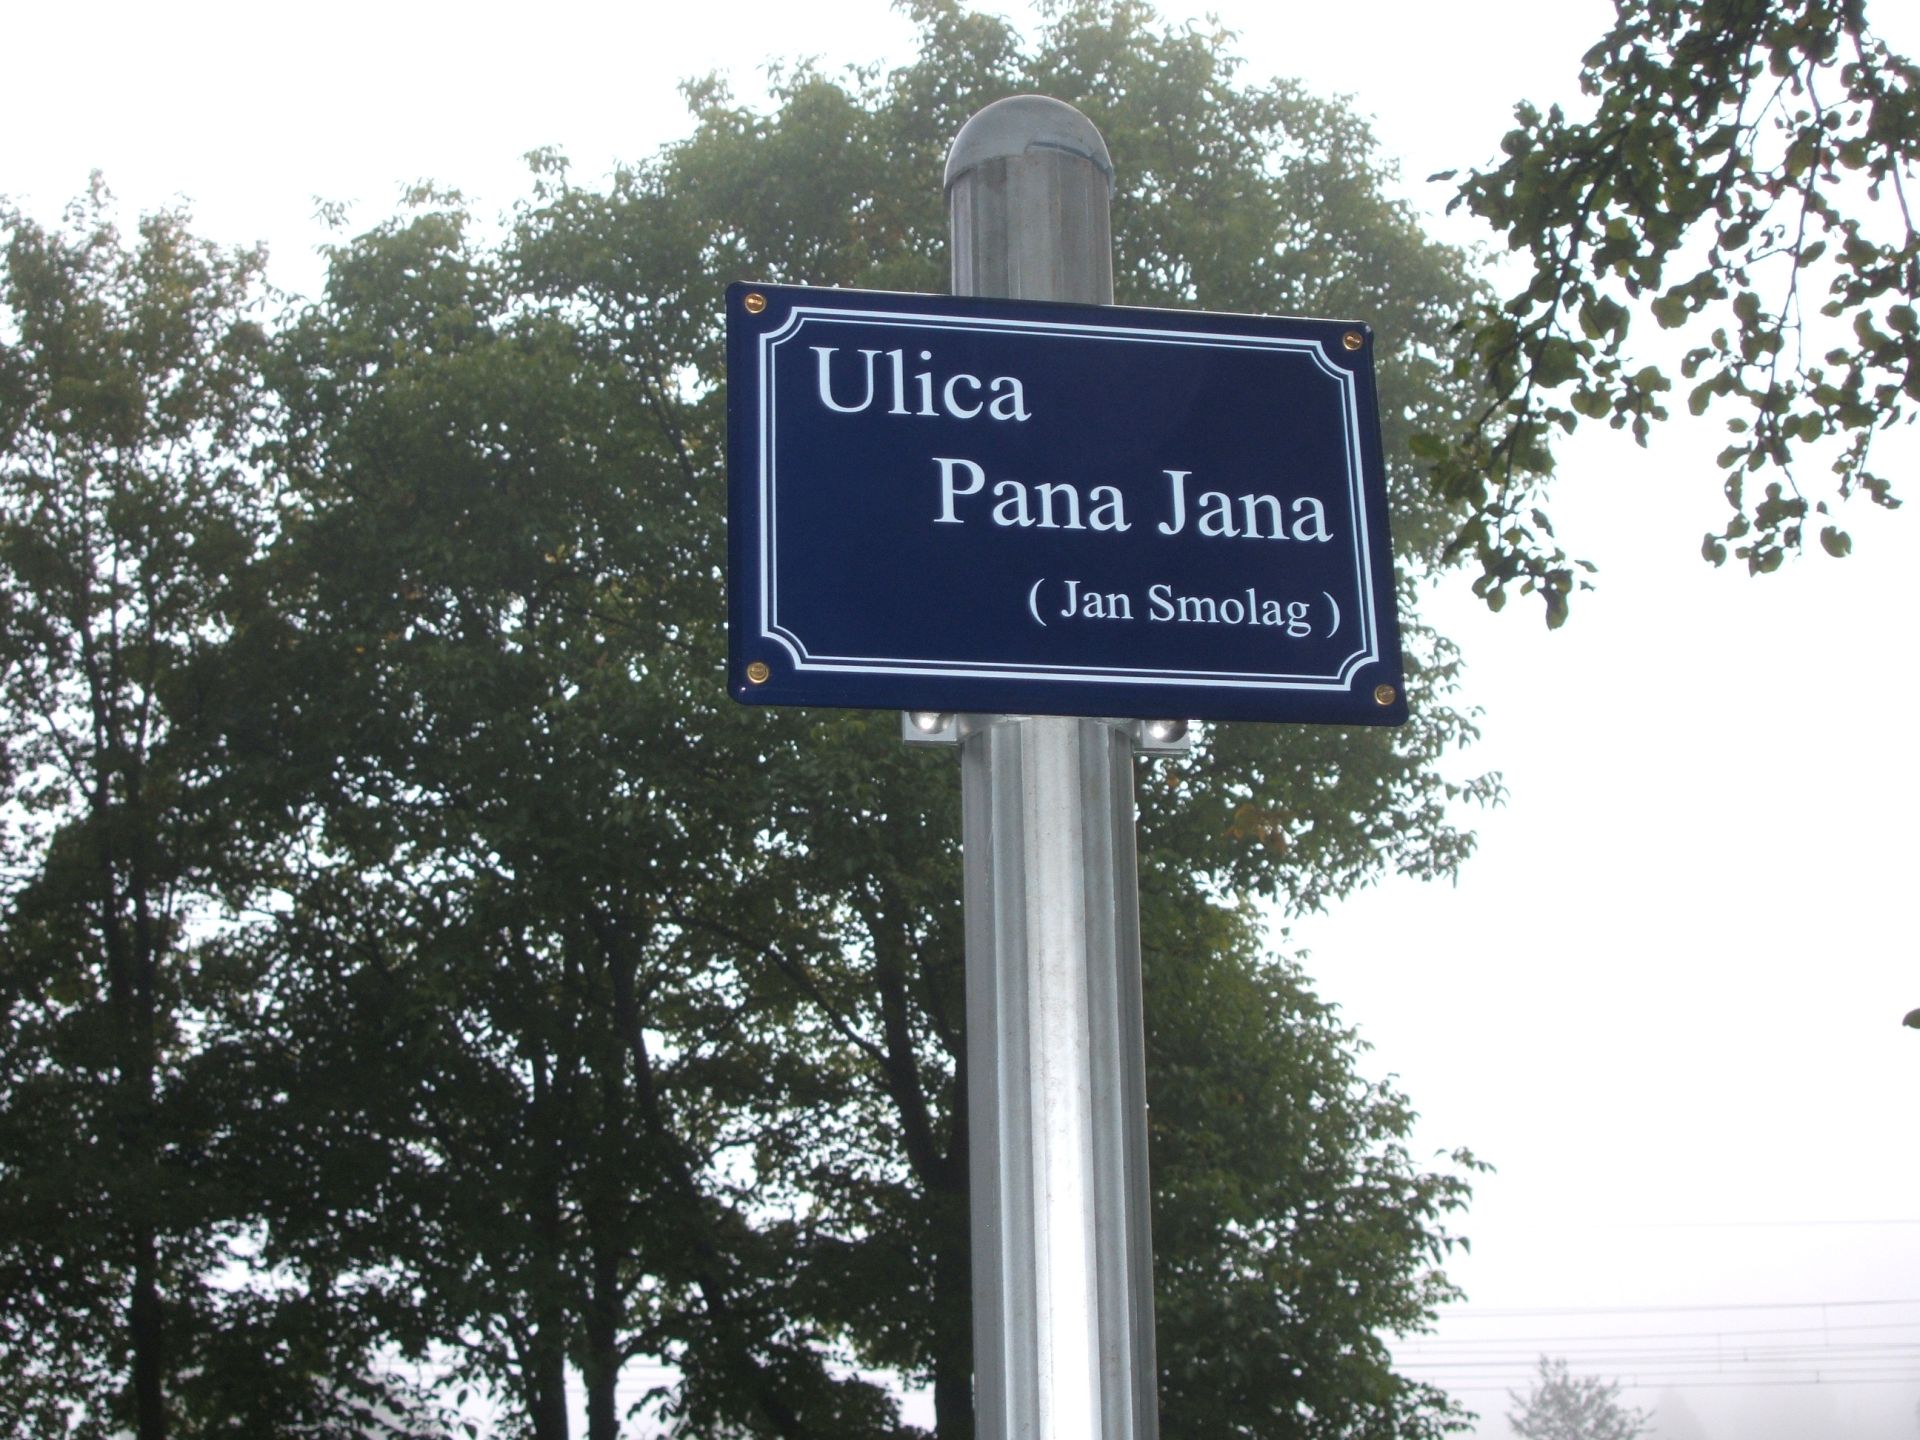 Ulica
Pana Jana
( Jan Smolag )